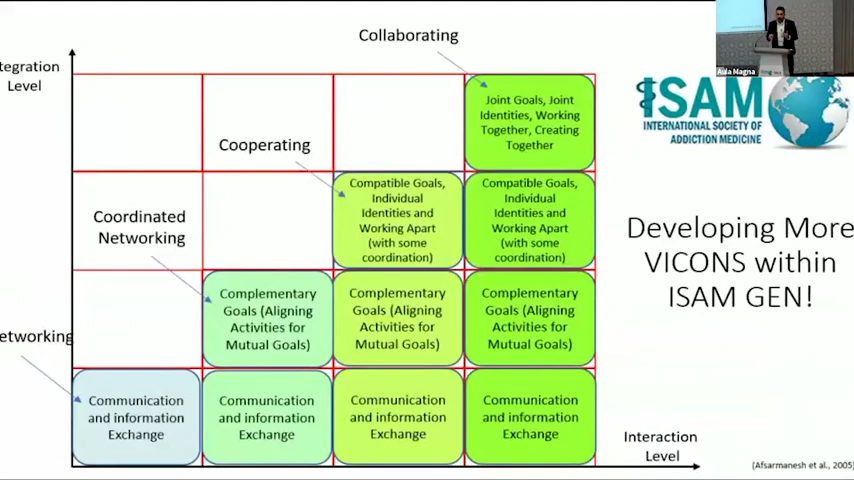 Collaborating
Aula Magna
tegration
Level
Joint Goals, Joint
Identities, Working
Together, Creating
Together
ISAM
INTERNATIONAL SOCIETY OF
ADDICTION MEDICINE
Cooperating
Compatible Goals,
Individual
Identities and
Working Apart
(with some
coordination)
Compatible Goals,
Individual
Identities and
Working Apart
(with some
coordination)
Developing More
VICONS within
ISAM GEN!
Coordinated
Networking
Complementary
Goals (Aligning
Activities for
Mutual Goals)
Complementary
Goals (Aligning
Activities for
Mutual Goals)
Complementary
Goals (Aligning
Activities for
Mutual Goals)
etworking
Communication
and information
Exchange
Communication
and information
Exchange
Communication
and information
Exchange
Communication
and information
Exchange
Interaction
Level
(Afsarmanesh et al., 2005)